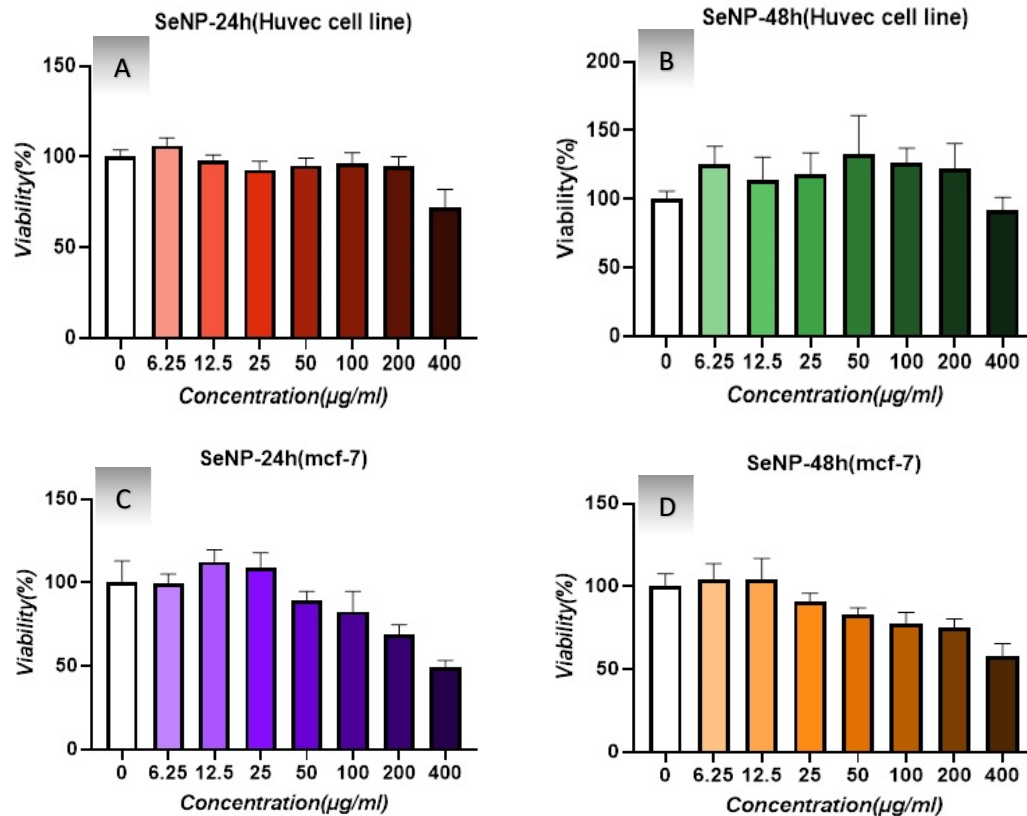 SeNP-24h(Huvec cell line)
A
Viability(%)
150
100
50
0
0 6.25 12.5 25 50 100 200 400
Concentration(µg/ml)
SeNP-48h(Huvec cell line)
B
Viability(%)
200
150
100
50
0
0 6.25 12.5 25 50 100 200 400
Concentration(µg/ml)
SeNP-24h(mcf-7)
C
Viability(%)
150
100
50
0
0 6.25 12.5 25 50 100 200 400
Concentration(µg/ml)
SeNP-48h(mcf-7)
D
Viability(%)
150
100
50
0
0 6.25 12.5 25 50 100 200 400
Concentration(µg/ml)